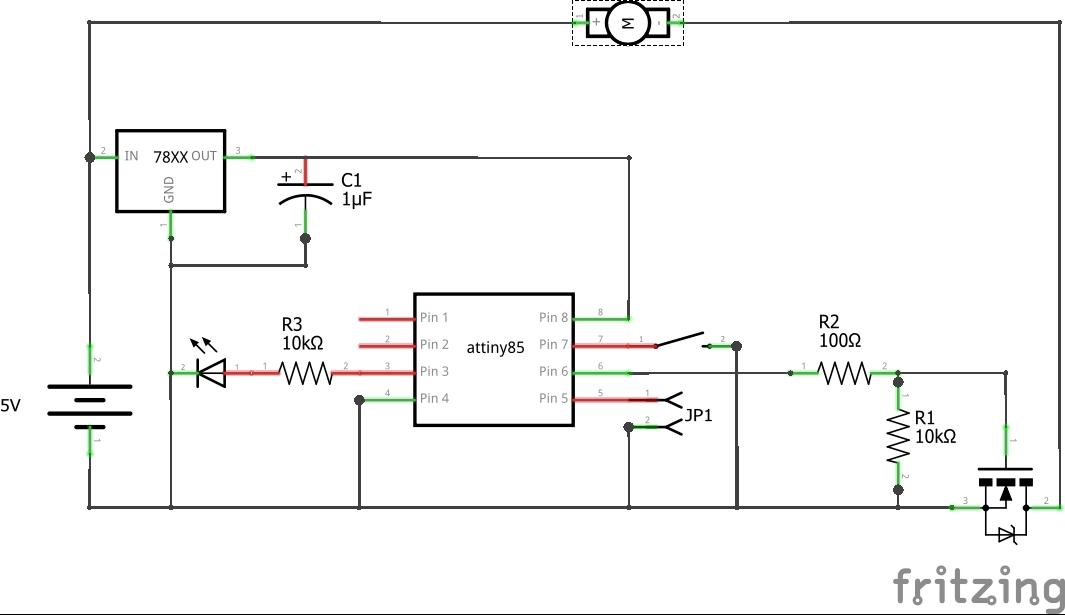 1 + M - 2
2 IN 78XX OUT 3
GND
1
+ 2
C1
1µF
1
R3
10kΩ
2 1 1 2
2
5V
1
attiny85
1 Pin 1
2 Pin 2
3 Pin 3
4 Pin 4
Pin 8 8
Pin 7 7
Pin 6 6
Pin 5 5
1 2
1
2
JP1
R2
100Ω
1 2
1
R1
10kΩ
2
1
3 2
fritzing